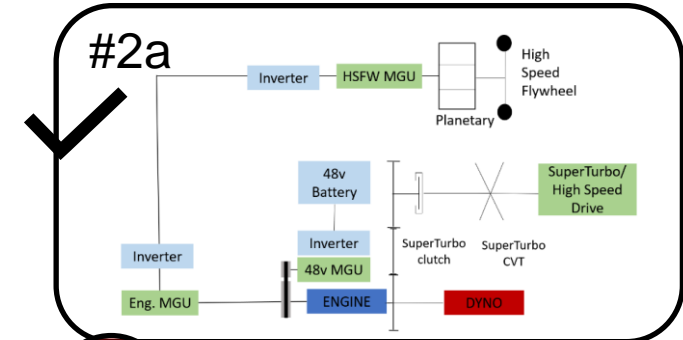 #2a
Inverter
HSFW MGU
High
Speed
Flywheel
Planetary
48v
Battery
SuperTurbo/
High Speed
Drive
Inverter
SuperTurbo
clutch
SuperTurbo
CVT
Inverter
48v MGU
Eng. MGU
ENGINE
DYNO